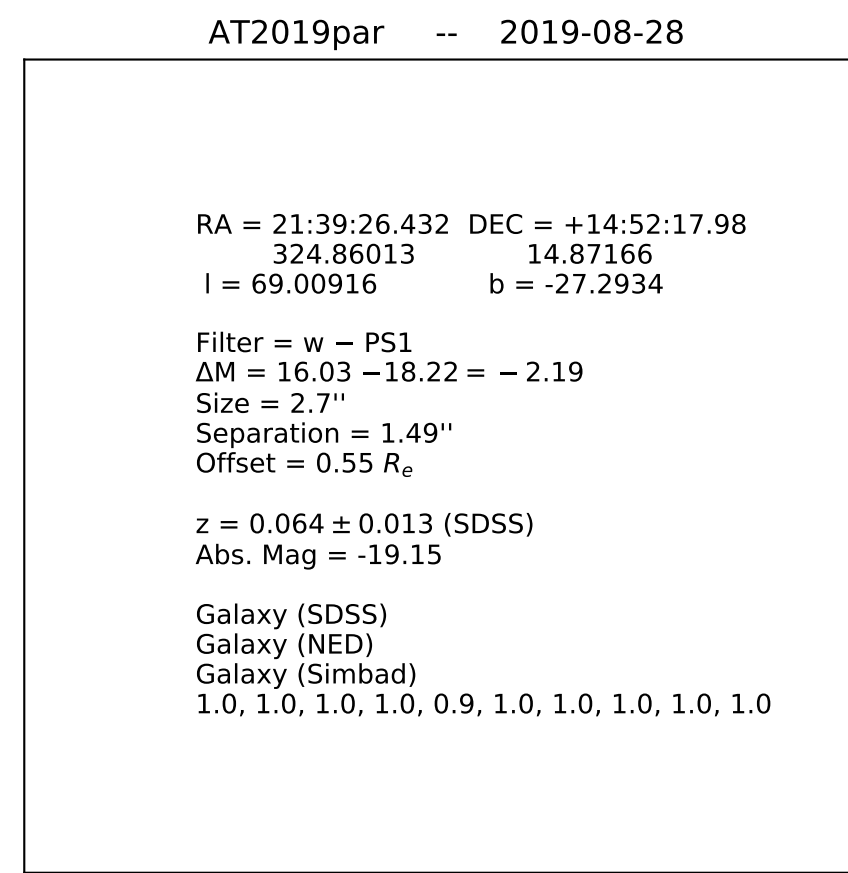 AT2019par -- 2019-08-28
RA = 21:39:26.432 DEC = +14:52:17.98
324.86013 14.87166
l = 69.00916 b = -27.2934
Filter = w − PS1
ΔM = 16.03 −18.22 = − 2.19
Size = 2.7''
Separation = 1.49''
Offset = 0.55 Rₑ
z = 0.064 ± 0.013 (SDSS)
Abs. Mag = -19.15
Galaxy (SDSS)
Galaxy (NED)
Galaxy (Simbad)
1.0, 1.0, 1.0, 1.0, 0.9, 1.0, 1.0, 1.0, 1.0, 1.0